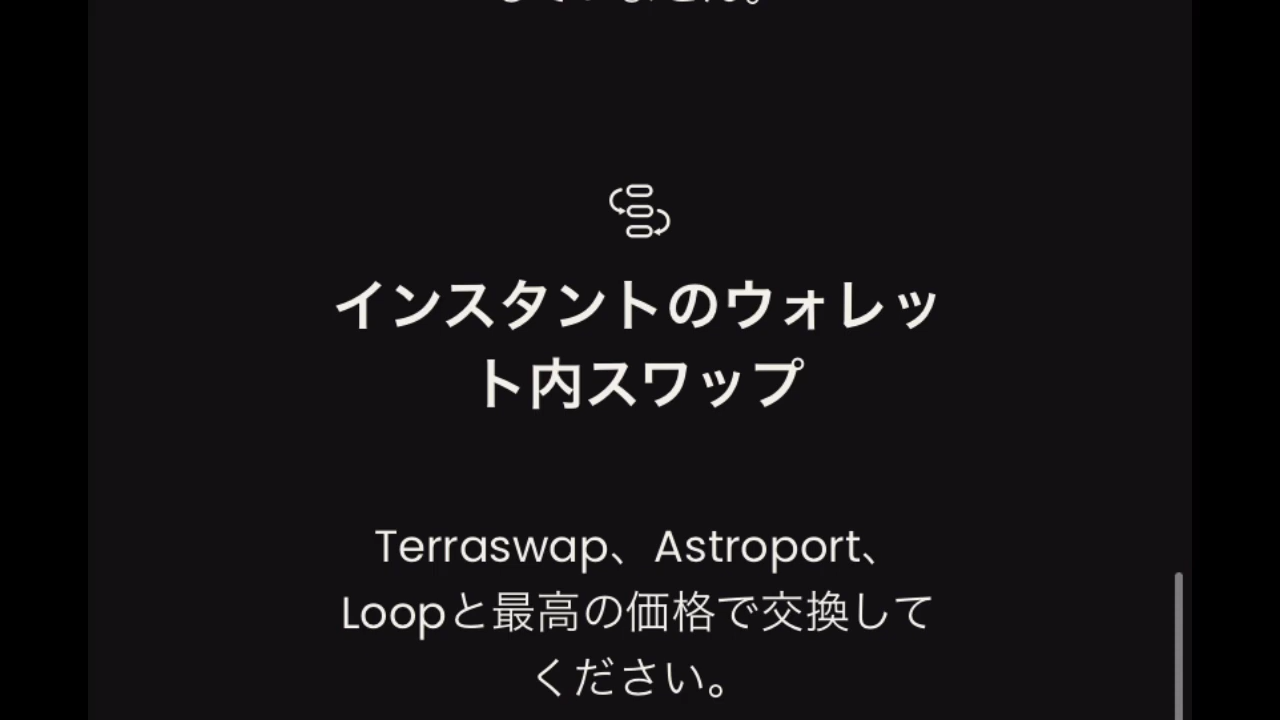 インスタントのウォレッ
ト内スワップ
Terraswap、Astroport、
Loopと最高の価格で交換して
ください。